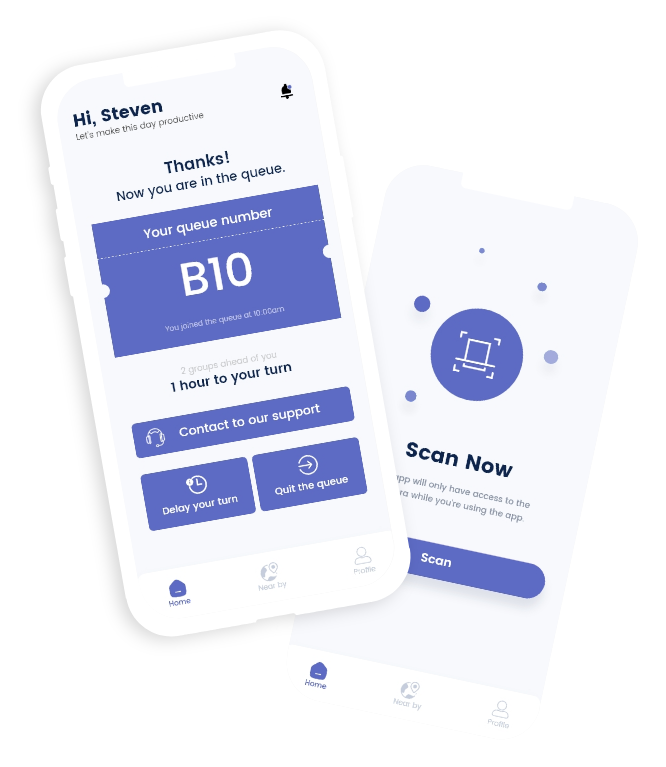 Hi, Steven
Let's make this day productive
Thanks!
Now you are in the queue.
Your queue number
B10
You joined the queue at 10:00am
2 groups ahead of you
1 hour to your turn
Contact to our support
Delay your turn
Quit the queue
Home
Near by
Profile
Scan Now
app will only have access to the
ra while you're using the app.
Scan
Home
Near by
Profile